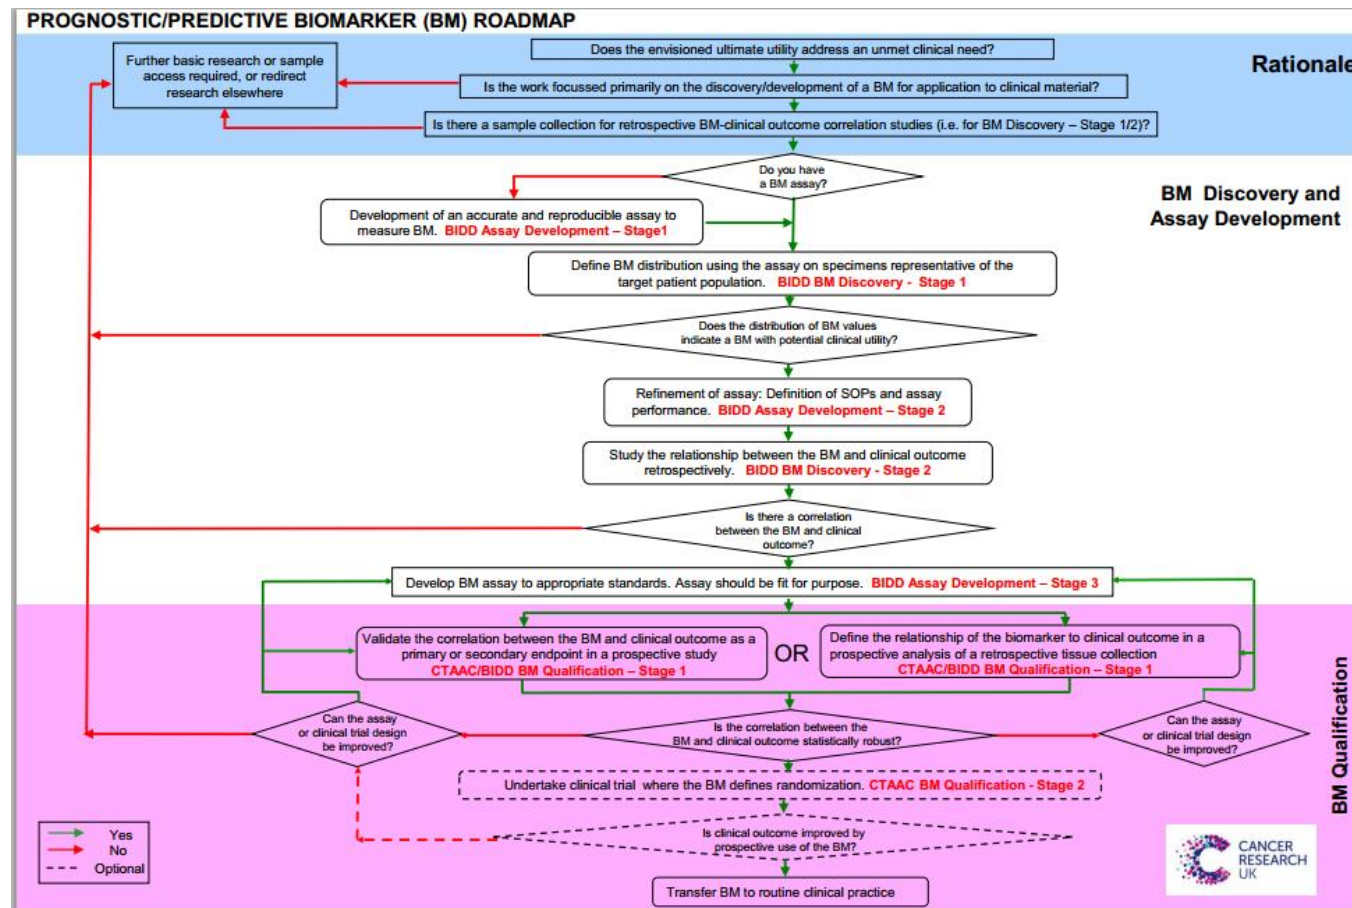 PROGNOSTIC/PREDICTIVE BIOMARKER (BM) ROADMAP
Rationale
Does the envisioned ultimate utility address an unmet clinical need?
Further basic research or sample
access required, or redirect
research elsewhere
Is the work focussed primarily on the discovery/development of a BM for application to clinical material?
Is there a sample collection for retrospective BM-clinical outcome correlation studies (i.e. for BM Discovery – Stage 1/2)?
BM Discovery and
Assay Development
Do you have
a BM assay?
Development of an accurate and reproducible assay to
measure BM. BIDD Assay Development – Stage1
Define BM distribution using the assay on specimens representative of the
target patient population. BIDD BM Discovery - Stage 1
Does the distribution of BM values
indicate a BM with potential clinical utility?
Refinement of assay: Definition of SOPs and assay
performance. BIDD Assay Development – Stage 2
Study the relationship between the BM and clinical outcome
retrospectively. BIDD BM Discovery - Stage 2
Is there a correlation
between the BM and clinical
outcome?
Develop BM assay to appropriate standards. Assay should be fit for purpose. BIDD Assay Development – Stage 3
BM Qualification
Validate the correlation between the BM and clinical outcome as a
primary or secondary endpoint in a prospective study
CTAAC/BIDD BM Qualification – Stage 1
OR
Define the relationship of the biomarker to clinical outcome in a
prospective analysis of a retrospective tissue collection
CTAAC/BIDD BM Qualification – Stage 1
Can the assay
or clinical trial design
be improved?
Is the correlation between the
BM and clinical outcome statistically robust?
Can the assay
or clinical trial design
be improved?
Undertake clinical trial where the BM defines randomization. CTAAC BM Qualification - Stage 2
Is clinical outcome improved by
prospective use of the BM?
Transfer BM to routine clinical practice
Yes
No
Optional
CANCER
RESEARCH
UK